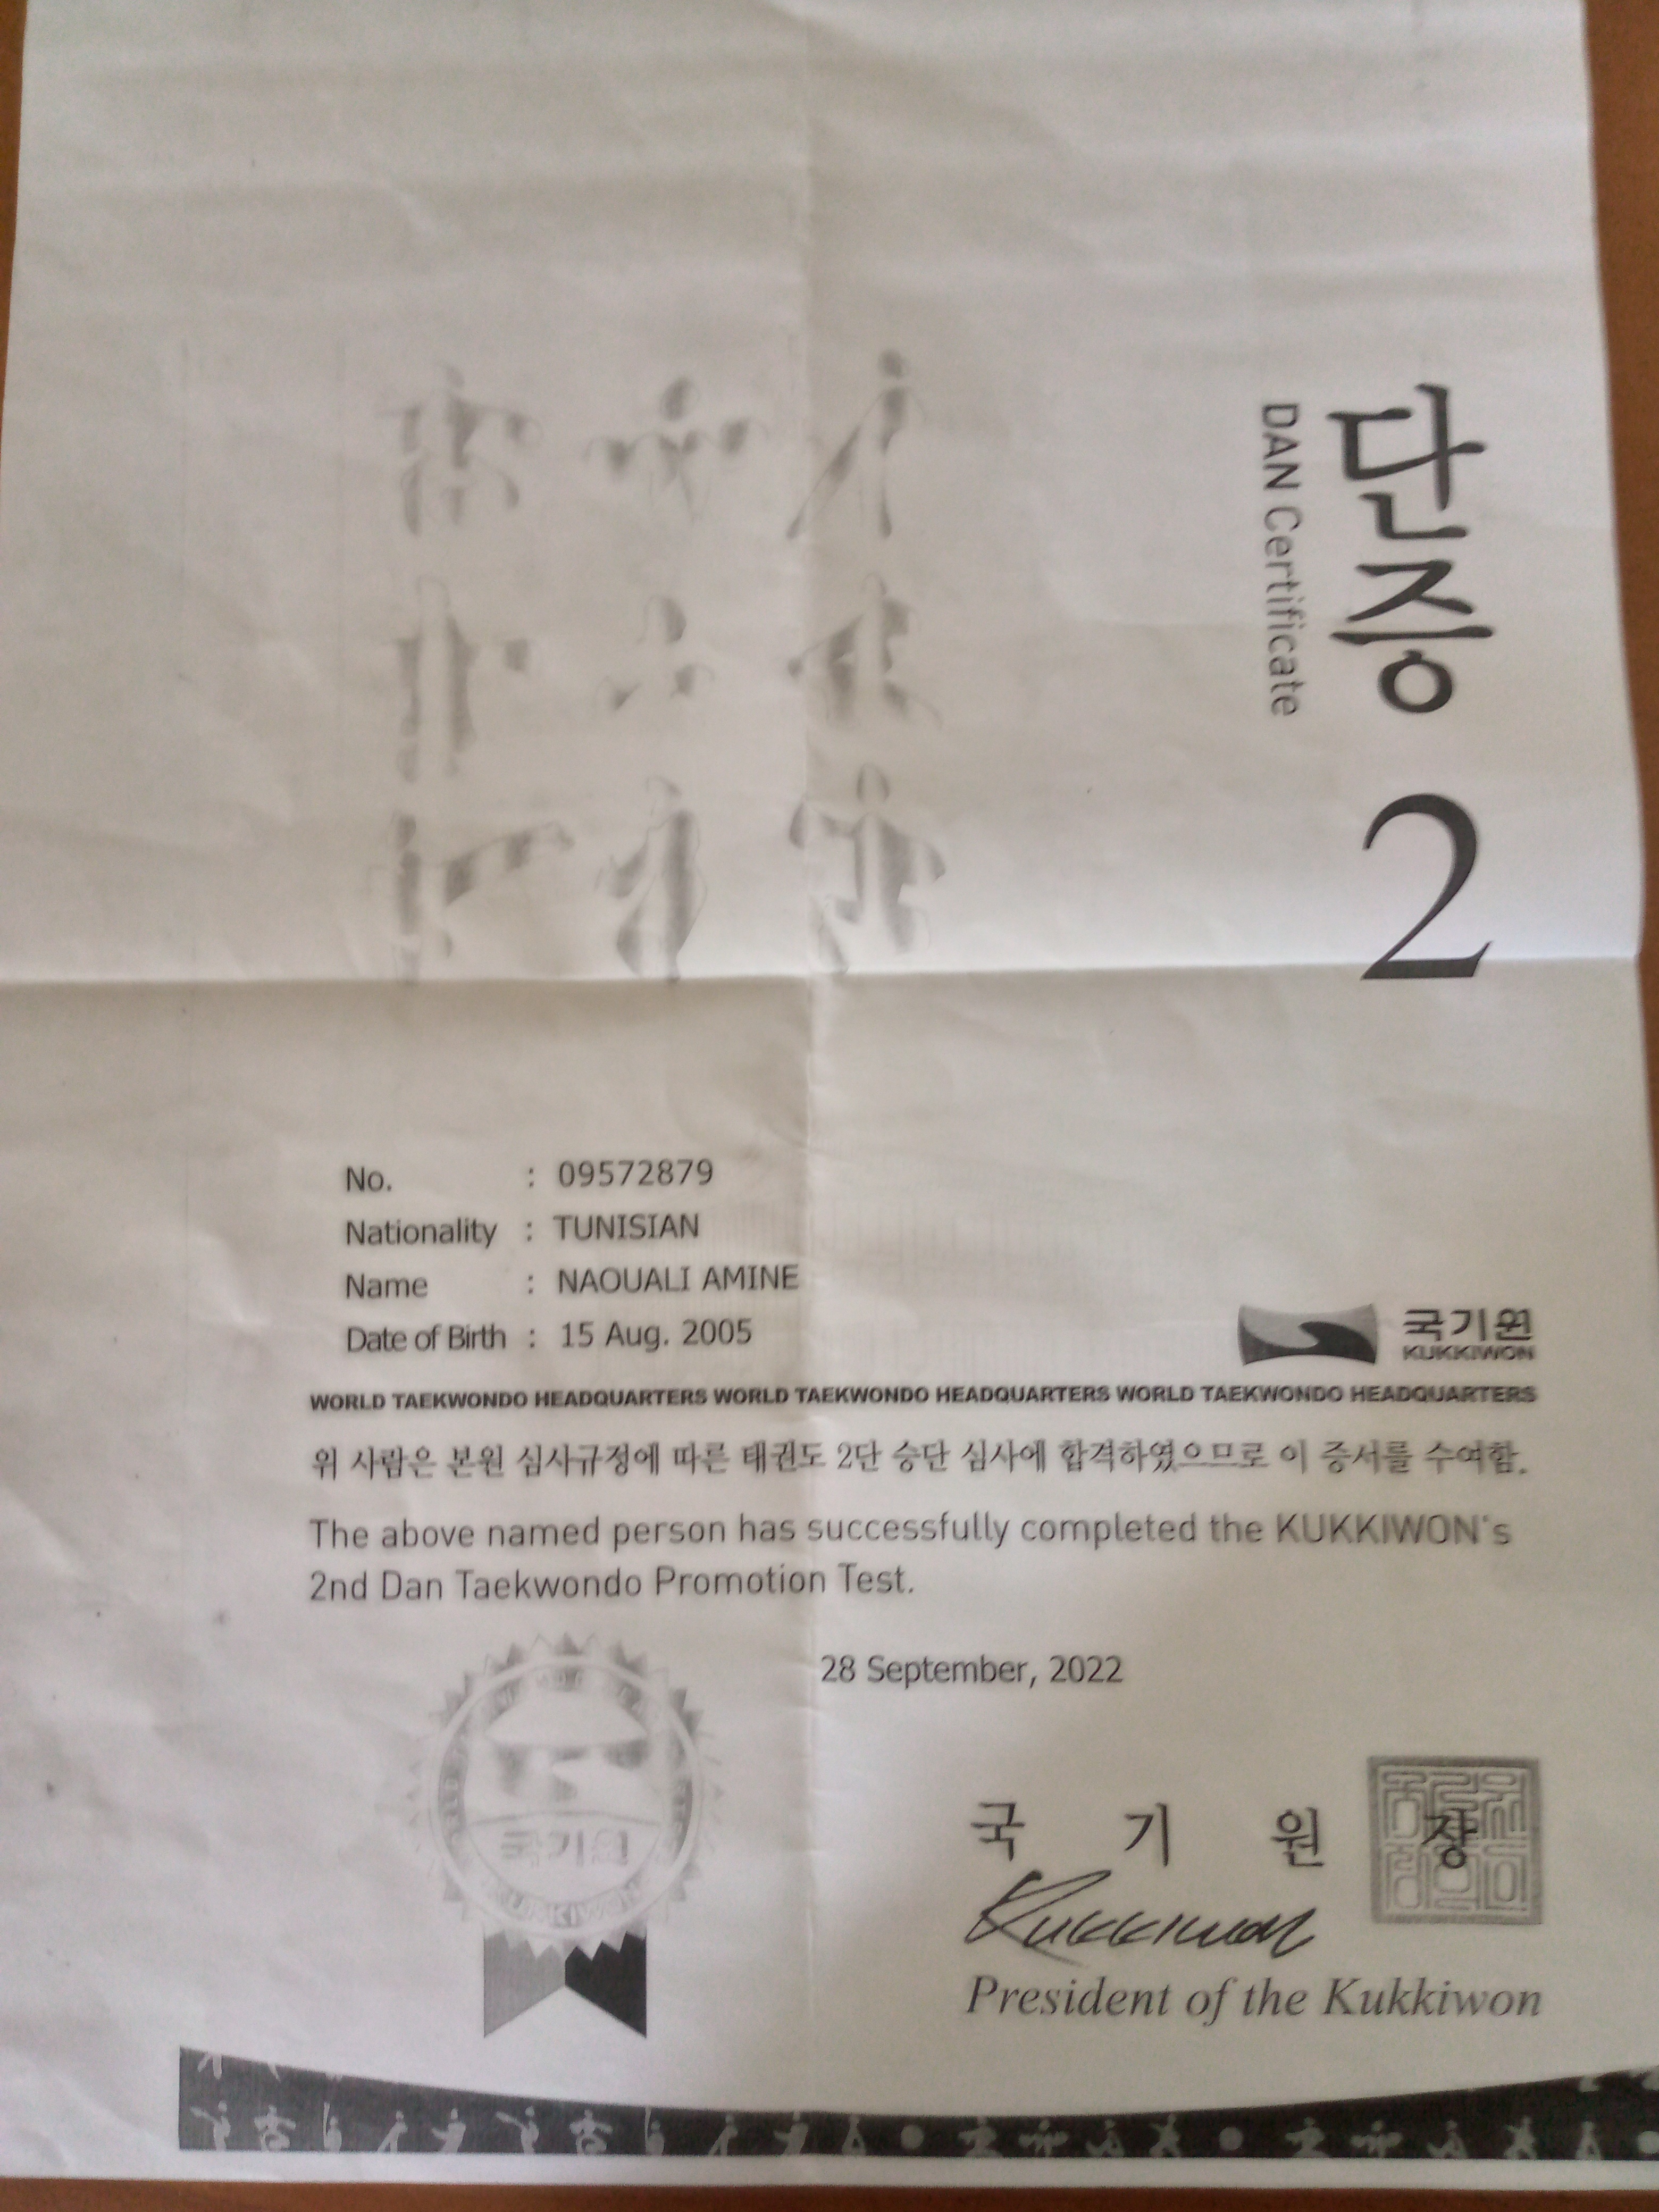 단증 2
DAN Certificate
No. : 09572879
Nationality : TUNISIAN
Name : NAOUALI AMINE
Date of Birth : 15 Aug. 2005
국기원
KUKKIWON
WORLD TAEKWONDO HEADQUARTERS WORLD TAEKWONDO HEADQUARTERS WORLD TAEKWONDO HEADQUARTERS
위 사람은 본원 심사규정에 따른 태권도 2단 승단 심사에 합격하였으므로 이 증서를 수여함.
The above named person has successfully completed the KUKKIWON's
2nd Dan Taekwondo Promotion Test.
28 September, 2022
국기원
KUKKIWON
국 기 원 장
Kukkiwon
President of the Kukkiwon